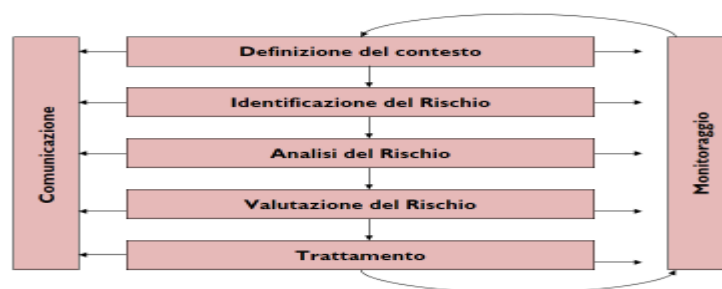 Definizione del contesto
Identificazione del Rischio
Analisi del Rischio
Valutazione del Rischio
Trattamento
Comunicazione
Monitoraggio